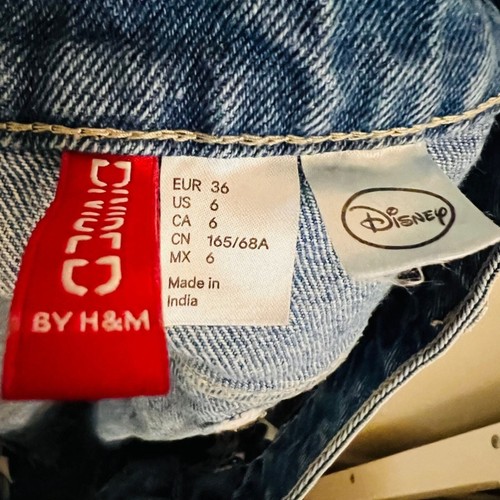 DIVIDED
BY H&M
EUR 36
US 6
CA 6
CN 165/68A
MX 6
Made in
India
Disney